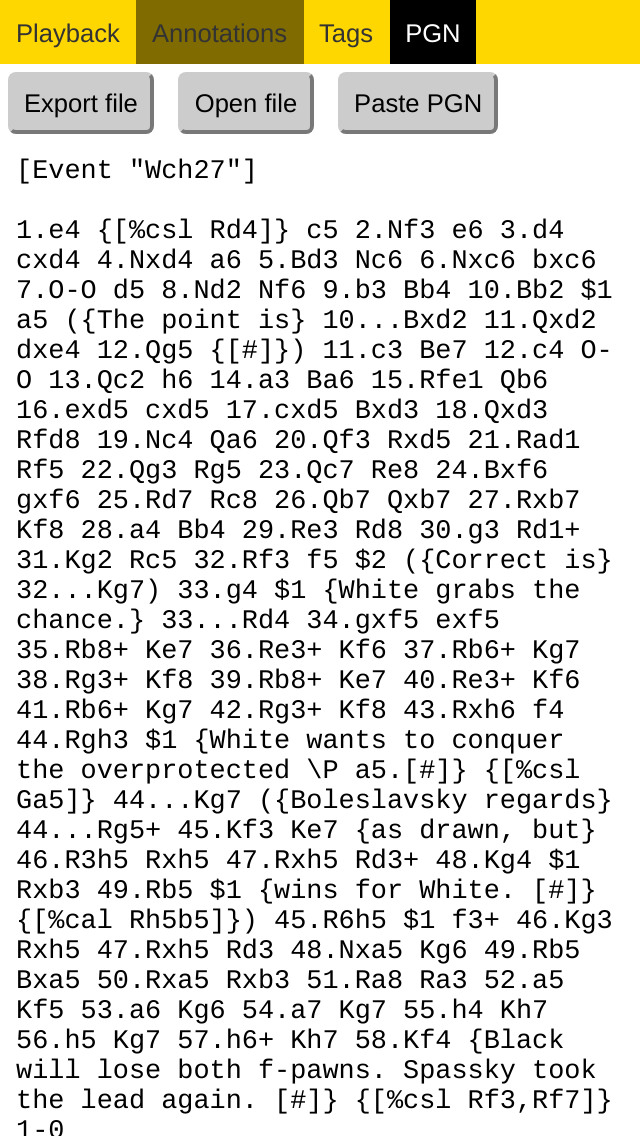 Playback Annotations Tags PGN
Export file Open file Paste PGN
[Event "Wch27"]
1.e4 {[%csl Rd4]} c5 2.Nf3 e6 3.d4
cxd4 4.Nxd4 a6 5.Bd3 Nc6 6.Nxc6 bxc6
7.O-O d5 8.Nd2 Nf6 9.b3 Bb4 10.Bb2 $1
a5 ({The point is} 10...Bxd2 11.Qxd2
dxe4 12.Qg5 {[#]}) 11.c3 Be7 12.c4 O-
O 13.Qc2 h6 14.a3 Ba6 15.Rfe1 Qb6
16.exd5 cxd5 17.cxd5 Bxd3 18.Qxd3
Rfd8 19.Nc4 Qa6 20.Qf3 Rxd5 21.Rad1
Rf5 22.Qg3 Rg5 23.Qc7 Re8 24.Bxf6
gxf6 25.Rd7 Rc8 26.Qb7 Qxb7 27.Rxb7
Kf8 28.a4 Bb4 29.Re3 Rd8 30.g3 Rd1+
31.Kg2 Rc5 32.Rf3 f5 $2 ({Correct is}
32...Kg7) 33.g4 $1 {White grabs the
chance.} 33...Rd4 34.gxf5 exf5
35.Rb8+ Ke7 36.Re3+ Kf6 37.Rb6+ Kg7
38.Rg3+ Kf8 39.Rb8+ Ke7 40.Re3+ Kf6
41.Rb6+ Kg7 42.Rg3+ Kf8 43.Rxh6 f4
44.Rgh3 $1 {White wants to conquer
the overprotected \P a5.[#]} {[%csl
Ga5]} 44...Kg7 ({Boleslavsky regards}
44...Rg5+ 45.Kf3 Ke7 {as drawn, but}
46.R3h5 Rxh5 47.Rxh5 Rd3+ 48.Kg4 $1
Rxb3 49.Rb5 $1 {wins for White. [#]}
{[%cal Rh5b5]}) 45.R6h5 $1 f3+ 46.Kg3
Rxh5 47.Rxh5 Rd3 48.Nxa5 Kg6 49.Rb5
Bxa5 50.Rxa5 Rxb3 51.Ra8 Ra3 52.a5
Kf5 53.a6 Kg6 54.a7 Kg7 55.h4 Kh7
56.h5 Kg7 57.h6+ Kh7 58.Kf4 {Black
will lose both f-pawns. Spassky took
the lead again. [#]} {[%csl Rf3,Rf7]}
1-0